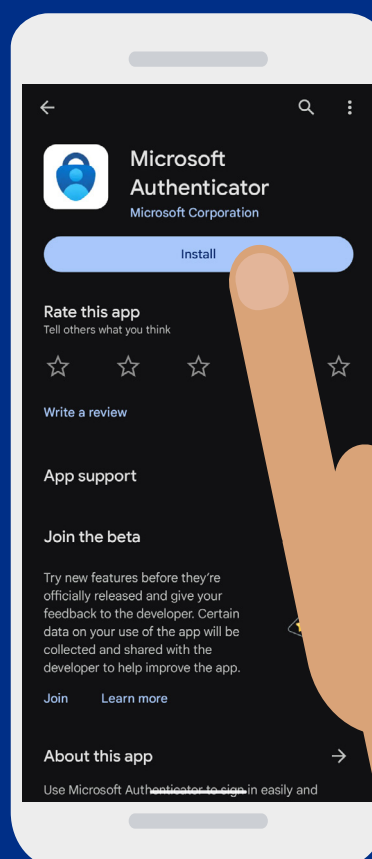 Microsoft
Authenticator
Microsoft Corporation
Install
Rate this app
Tell others what you think
Write a review
App support
Join the beta
Try new features before they're
officially released and give your
feedback to the developer. Certain
data on your use of the app will be
collected and shared with the
developer to help improve the app.
Join Learn more
About this app
Use Microsoft Authenticator to sign in easily and